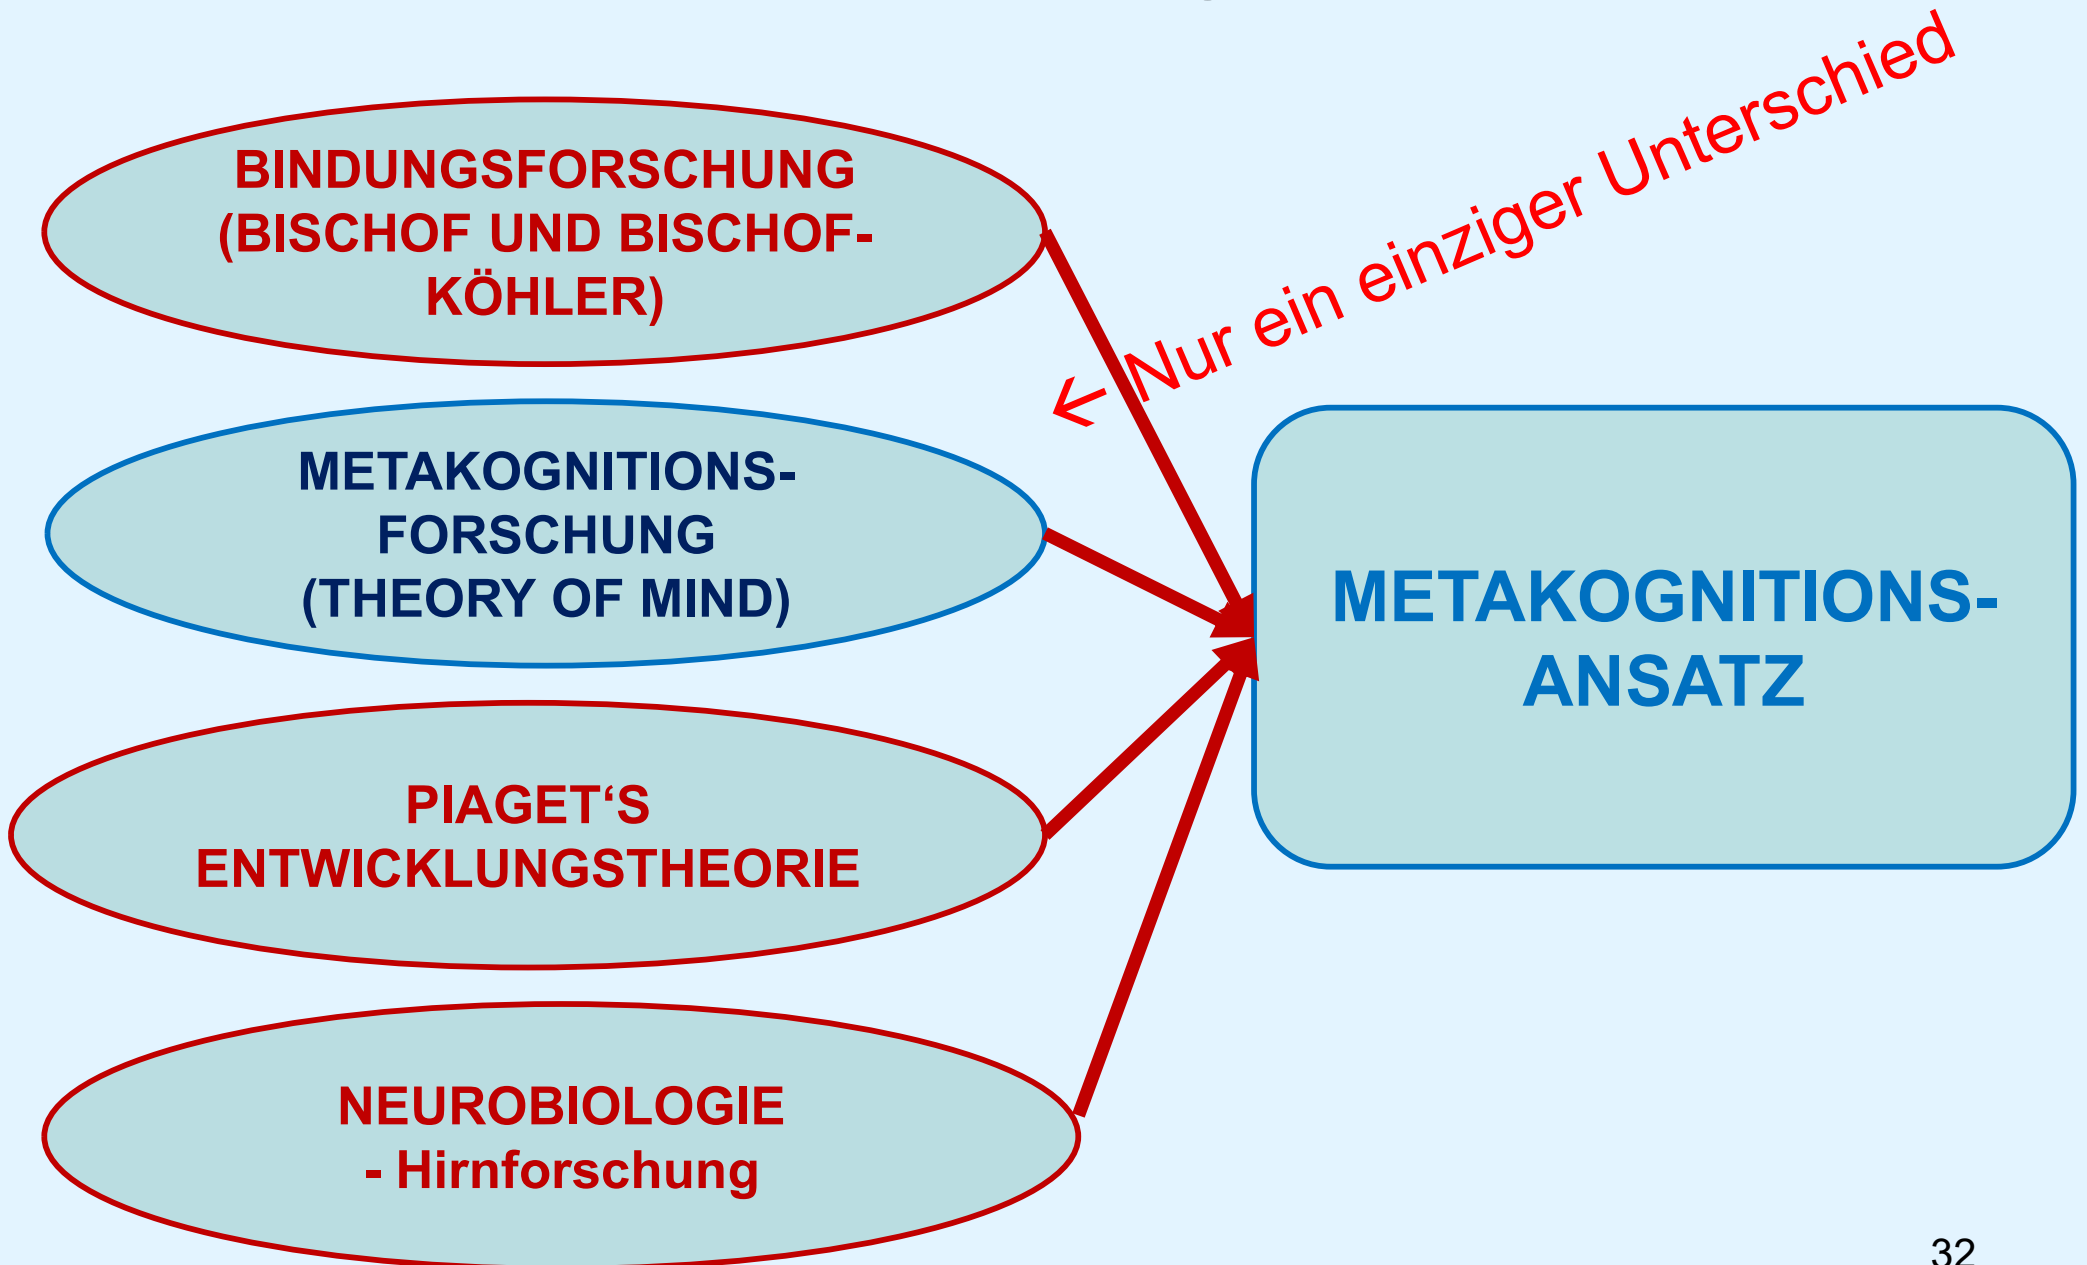 BINDUNGSFORSCHUNG
(BISCHOF UND BISCHOF-
KÖHLER)
← Nur ein einziger Unterschied
METAKOGNITIONS-
FORSCHUNG
(THEORY OF MIND)
METAKOGNITIONS-
ANSATZ
PIAGET‘S
ENTWICKLUNGSTHEORIE
NEUROBIOLOGIE
- Hirnforschung
32